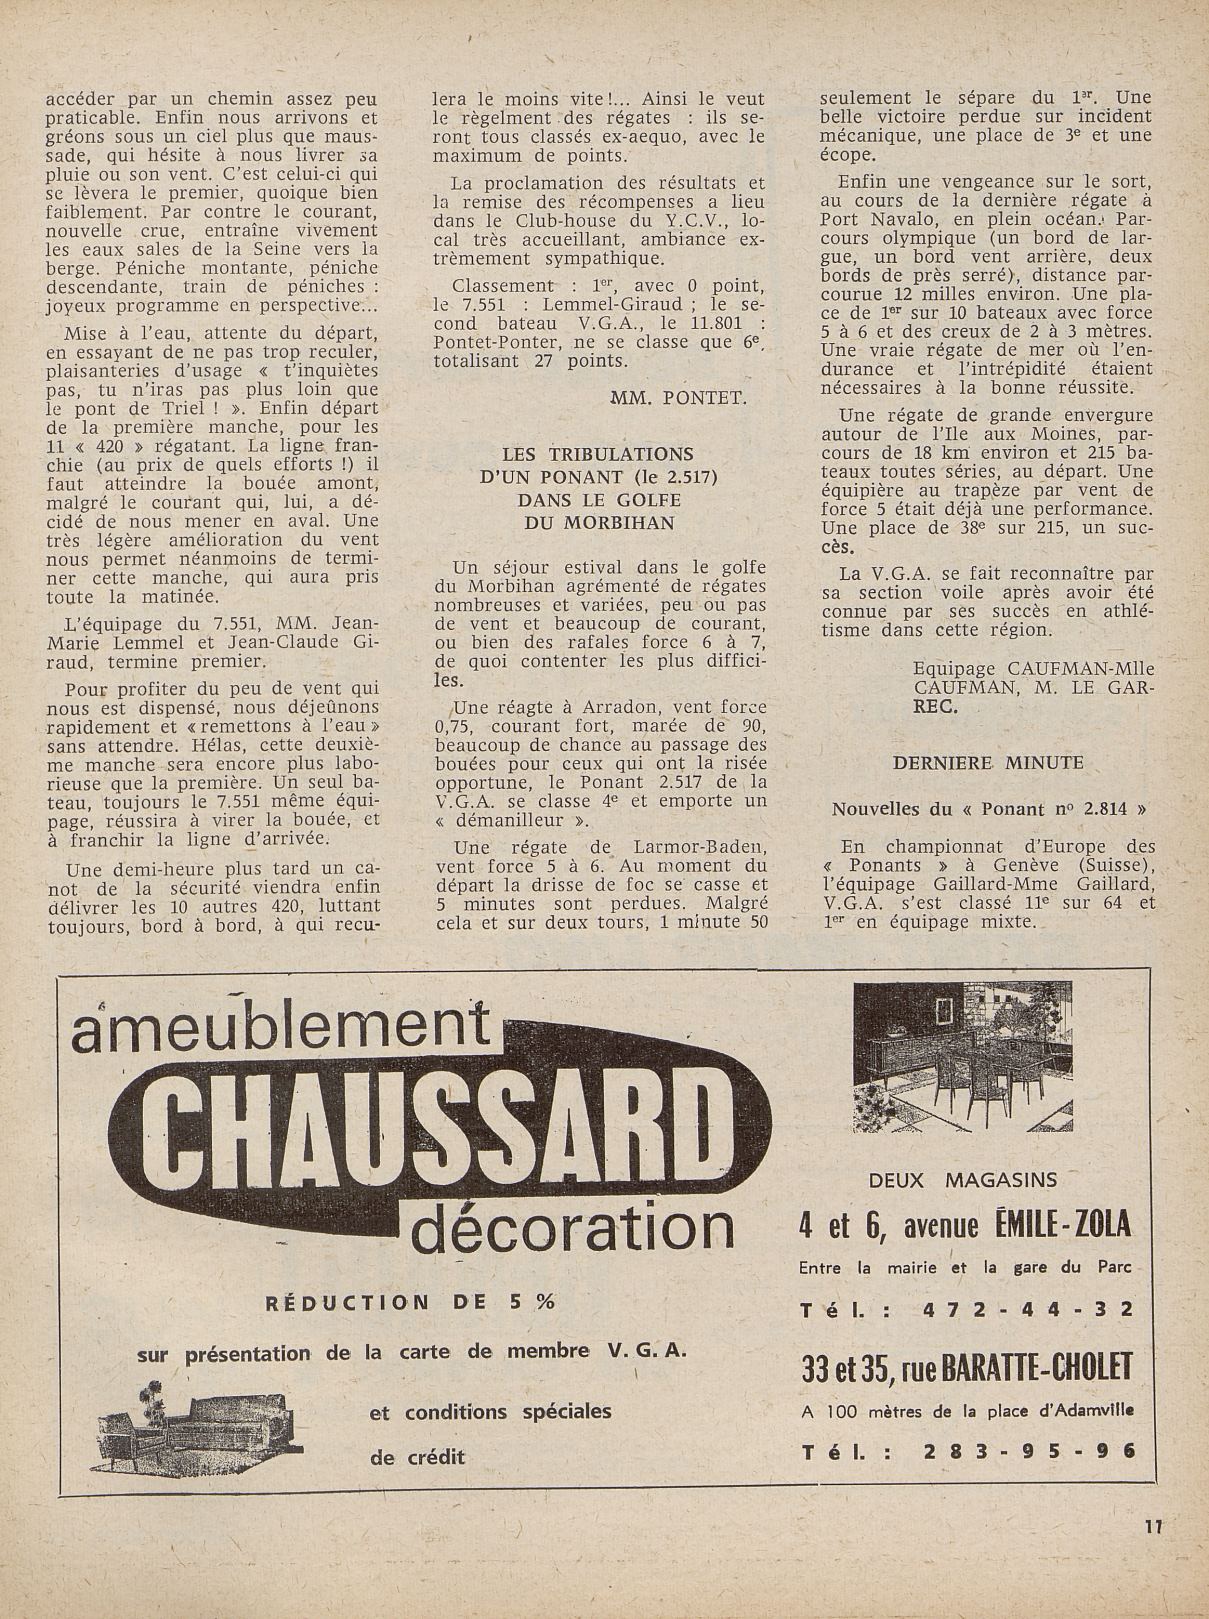 accéder par un chemin assez peu
praticable. Enfin nous arrivons et
gréons sous un ciel plus que maus-
sade, qui hésite à nous livrer sa
pluie ou son vent. C'est celui-ci qui
se lèvera le premier, quoique bien
faiblement. Par contre le courant,
nouvelle crue, entraîne vivement
les eaux sales de la Seine vers la
berge. Péniche montante, péniche
descendante, train de péniches :
joyeux programme en perspective...
Mise à l'eau, attente du départ,
en essayant de ne pas trop reculer,
plaisanteries d'usage « t'inquiètes
pas, tu n'iras pas plus loin que
le pont de Triel ! ». Enfin départ
de la première manche, pour les
11 « 420 » régatant. La ligne fran-
chie (au prix de quels efforts !) il
faut atteindre la bouée amont,
malgré le courant qui, lui, a dé-
cidé de nous mener en aval. Une
très légère amélioration du vent
nous permet néanmoins de termi-
ner cette manche, qui aura pris
toute la matinée.
L'équipage du 7.551, MM. Jean-
Marie Lemmel et Jean-Claude Gi-
raud, termine premier.
Pour profiter du peu de vent qui
nous est dispensé, nous déjeûnons
rapidement et « remettons à l'eau »
sans attendre. Hélas, cette deuxiè-
me manche sera encore plus labo-
rieuse que la première. Un seul ba-
teau, toujours le 7.551 même équi-
page, réussira à virer la bouée, et
à franchir la ligne d'arrivée.
Une demi-heure plus tard un ca-
not de la sécurité viendra enfin
délivrer les 10 autres 420, luttant
toujours, bord à bord, à qui recu-
lera le moins vite !... Ainsi le veut
le règelment des régates : ils se-
ront tous classés ex-aequo, avec le
maximum de points.
La proclamation des résultats et
la remise des récompenses a lieu
dans le Club-house du Y.C.V., lo-
cal très accueillant, ambiance ex-
trèmement sympathique.
Classement : 1er, avec 0 point,
le 7.551 : Lemmel-Giraud ; le se-
cond bateau V.G.A., le 11.801 :
Pontet-Ponter, ne se classe que 6e,
totalisant 27 points.
MM. PONTET.
LES TRIBULATIONS
D'UN PONANT (le 2.517)
DANS LE GOLFE
DU MORBIHAN
Un séjour estival dans le golfe
du Morbihan agrémenté de régates
nombreuses et variées, peu ou pas
de vent et beaucoup de courant,
ou bien des rafales force 6 à 7,
de quoi contenter les plus diffici-
les.
Une réagte à Arradon, vent force
0,75, courant fort, marée de 90,
beaucoup de chance au passage des
bouées pour ceux qui ont la risée
opportune, le Ponant 2.517 de la
V.G.A. se classe 4e et emporte un
« démanilleur ».
Une régate de Larmor-Baden,
vent force 5 à 6. Au moment du
départ la drisse de foc se casse et
5 minutes sont perdues. Malgré
cela et sur deux tours, 1 minute 50
seulement le sépare du 1er. Une
belle victoire perdue sur incident
mécanique, une place de 3e et une
écope.
Enfin une vengeance sur le sort,
au cours de la dernière régate à
Port Navalo, en plein océan. Par-
cours olympique (un bord de lar-
gue, un bord vent arrière, deux
bords de près serré), distance par-
courue 12 milles environ. Une pla-
ce de 1er sur 10 bateaux avec force
5 à 6 et des creux de 2 à 3 mètres.
Une vraie régate de mer où l'en-
durance et l'intrépidité étaient
nécessaires à la bonne réussite.
Une régate de grande envergure
autour de l'Ile aux Moines, par-
cours de 18 km environ et 215 ba-
teaux toutes séries, au départ. Une
équipière au trapèze par vent de
force 5 était déjà une performance.
Une place de 38e sur 215, un suc-
cès.
La V.G.A. se fait reconnaître par
sa section voile après avoir été
connue par ses succès en athlé-
tisme dans cette région.
Equipage CAUFMAN-Mlle
CAUFMAN, M. LE GAR-
REC.
DERNIERE MINUTE
Nouvelles du « Ponant no 2.814 »
En championnat d'Europe des
« Ponants » à Genève (Suisse),
l'équipage Gaillard-Mme Gaillard,
V.G.A. s'est classé 11e sur 64 et
1er en équipage mixte.
ameublement
CHAUSSARD
décoration
RÉDUCTION DE 5 %
sur présentation de la carte de membre V. G. A.
et conditions spéciales
de crédit
DEUX MAGASINS
4 et 6, avenue ÉMILE-ZOLA
Entre la mairie et la gare du Parc
Tél. : 472-44-32
33 et 35, rue BARATTE-CHOLET
A 100 mètres de la place d'Adamville
Tél. : 283-95-96
11